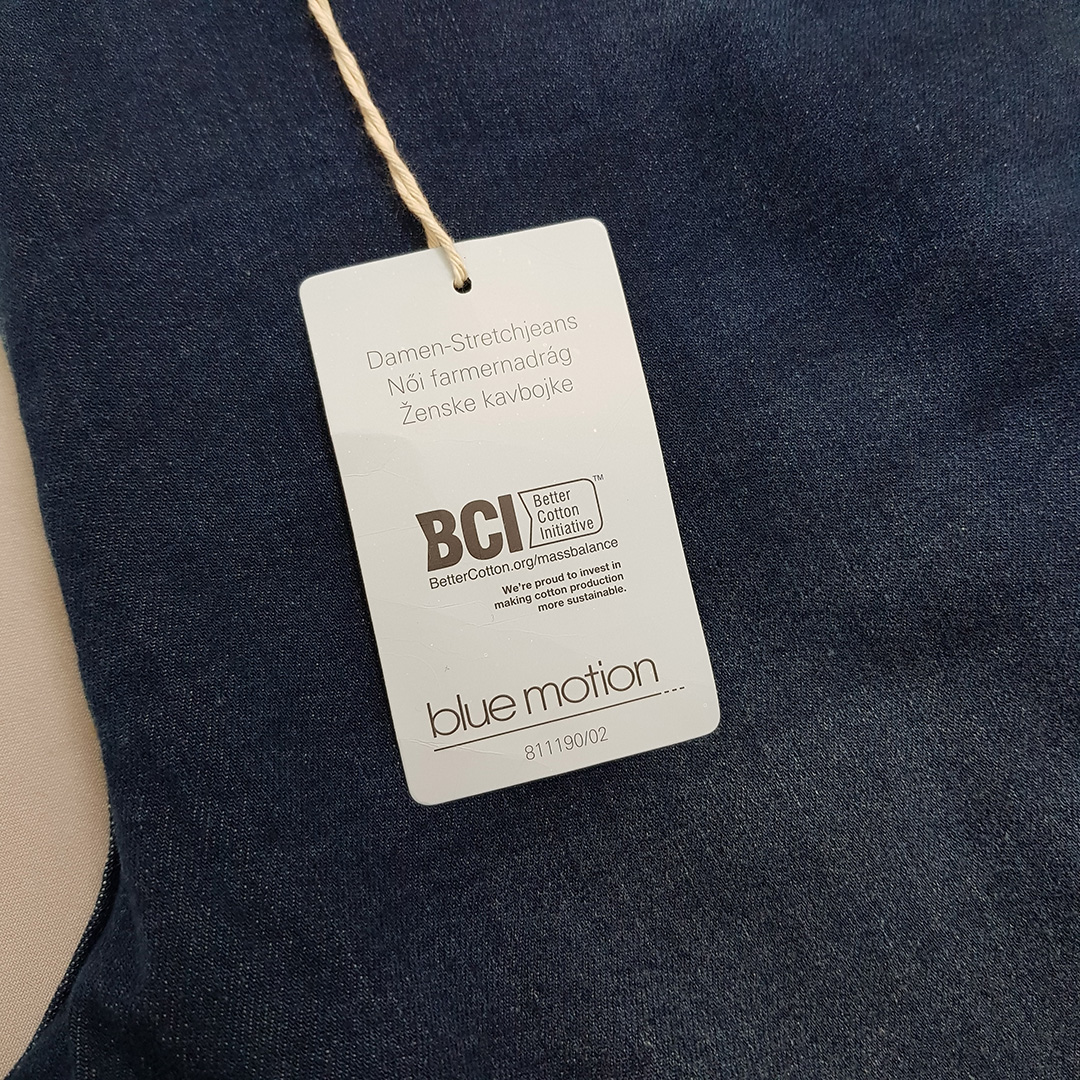 Damen-Stretchjeans
Női farmernadrág
Ženske kavbojke
BCI
Better
Cotton
Initiative
™
BetterCotton.org/massbalance
We're proud to invest in
making cotton production
more sustainable.
blue motion
811190/02